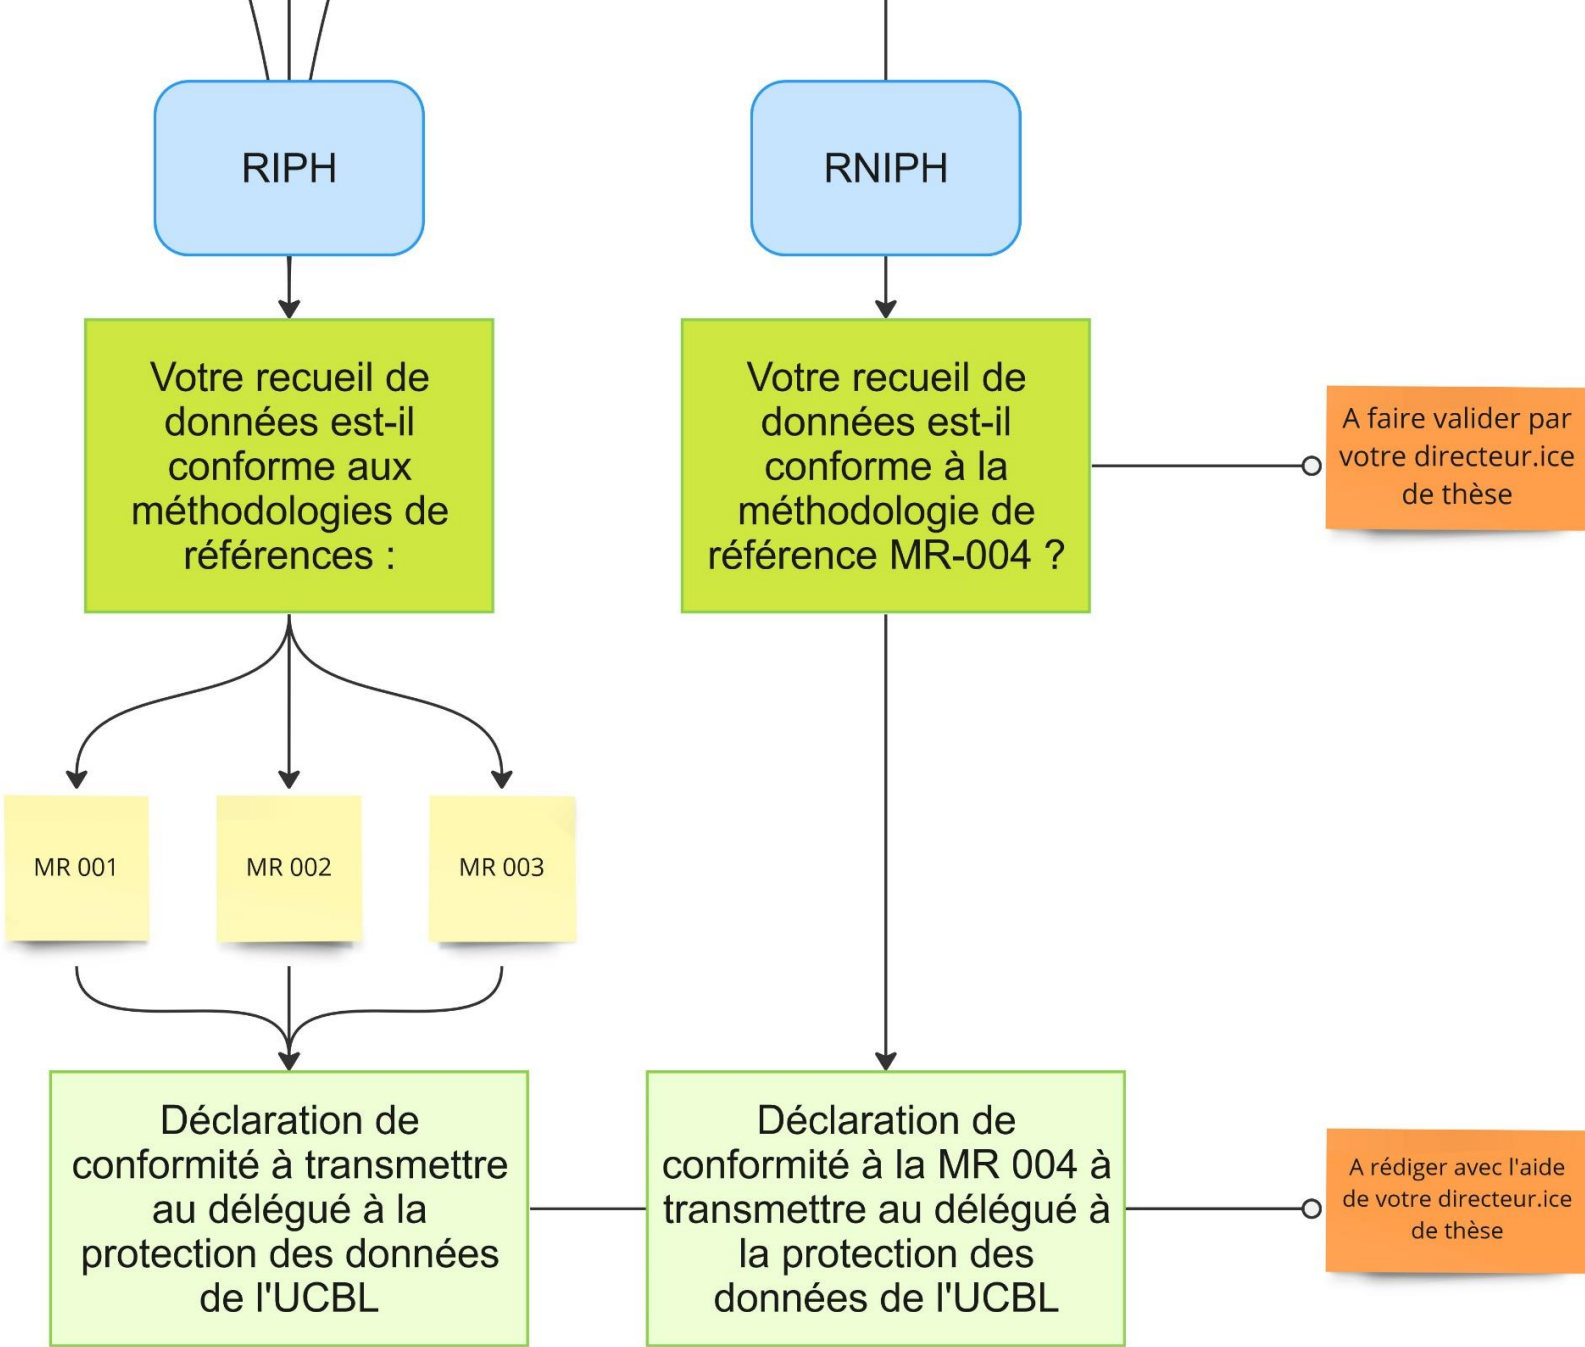 RIPH
RNIPH
Votre recueil de
données est-il
conforme aux
méthodologies de
références :
Votre recueil de
données est-il
conforme à la
méthodologie de
référence MR-004 ?
A faire valider par
votre directeur.ice
de thèse
MR 001
MR 002
MR 003
Déclaration de
conformité à transmettre
au délégué à la
protection des données
de l'UCBL
Déclaration de
conformité à la MR 004 à
transmettre au délégué à
la protection des
données de l'UCBL
A rédiger avec l'aide
de votre directeur.ice
de thèse